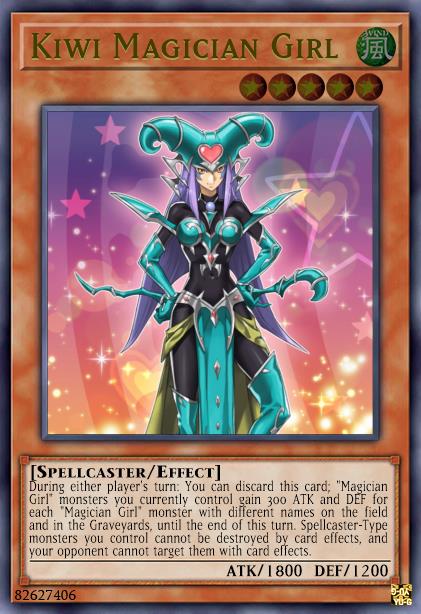 KIWI MAGICIAN GIRL
WIND
風
[SPELLCASTER/EFFECT]
During either player's turn: You can discard this card; "Magician
Girl" monsters you currently control gain 300 ATK and DEF for
each "Magician Girl" monster with different names on the field
and in the Graveyards, until the end of this turn. Spellcaster-Type
monsters you control cannot be destroyed by card effects, and
your opponent cannot target them with card effects.
ATK/1800 DEF/1200
82627406